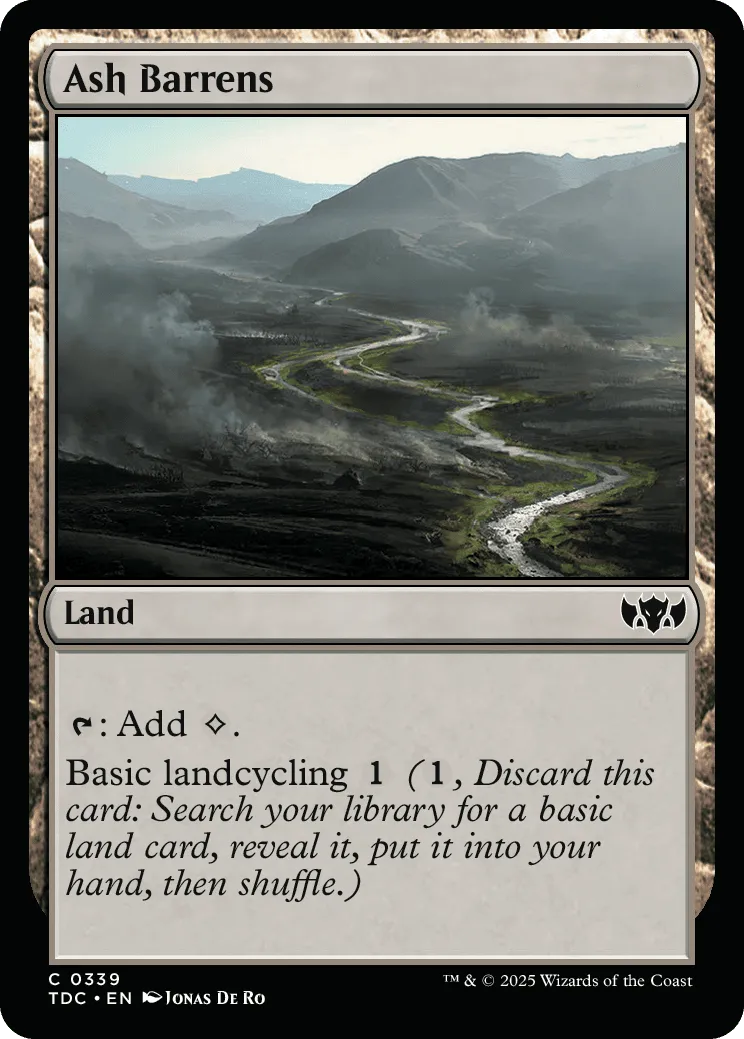 Ash Barrens
Land
: Add .
Basic landcycling 1 (1, Discard this
card: Search your library for a basic
land card, reveal it, put it into your
hand, then shuffle.)
C 0339
TDC • EN Jonas De Ro
™ & © 2025 Wizards of the Coast